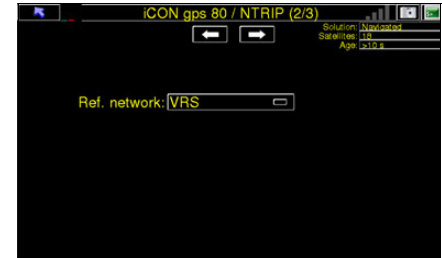 iCON gps 80 / NTRIP (2/3)
Solution: Navigated
Satellites: 18
Age: >10 s
Ref. network: VRS